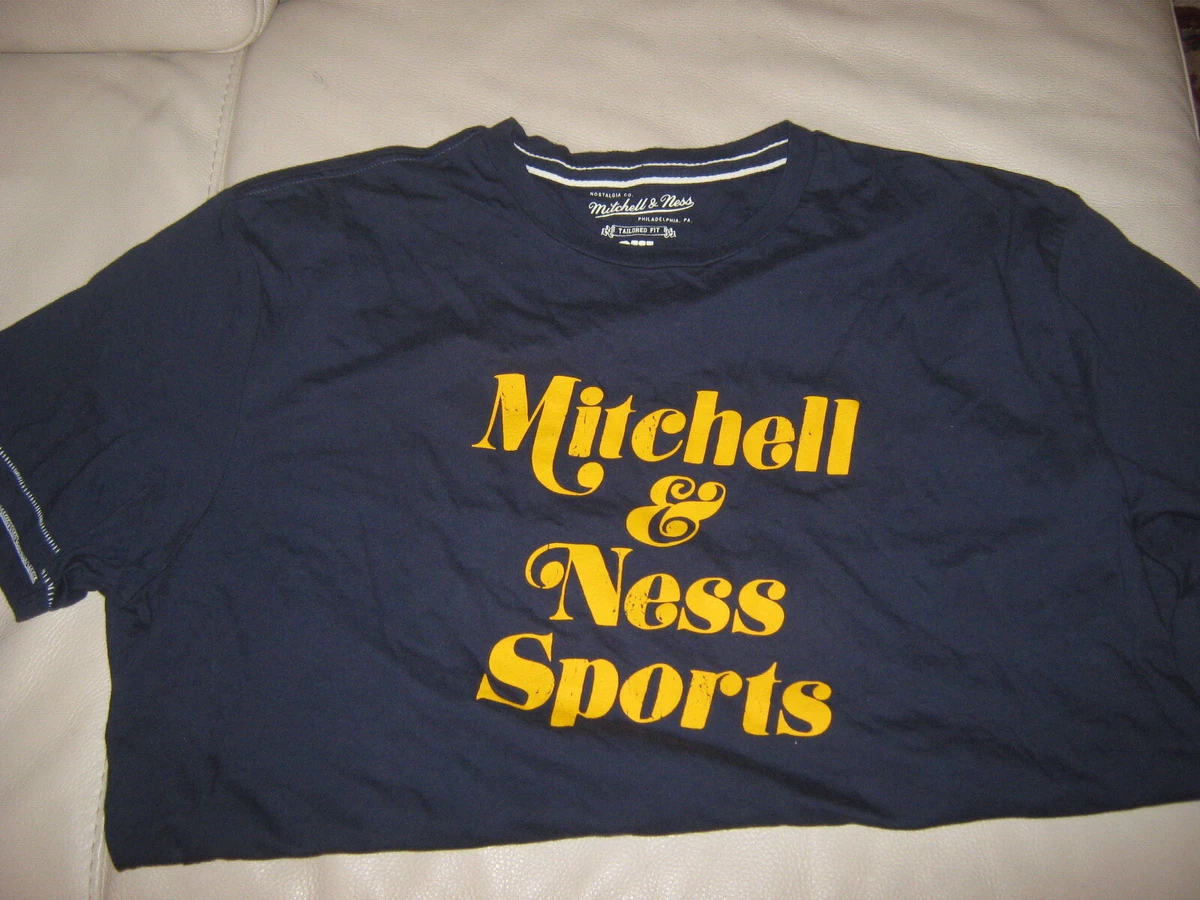 NOSTALGIA CO.
Mitchell & Ness
PHILADELPHIA, PA.
TAILORED FIT
Mitchell
&
Ness
Sports